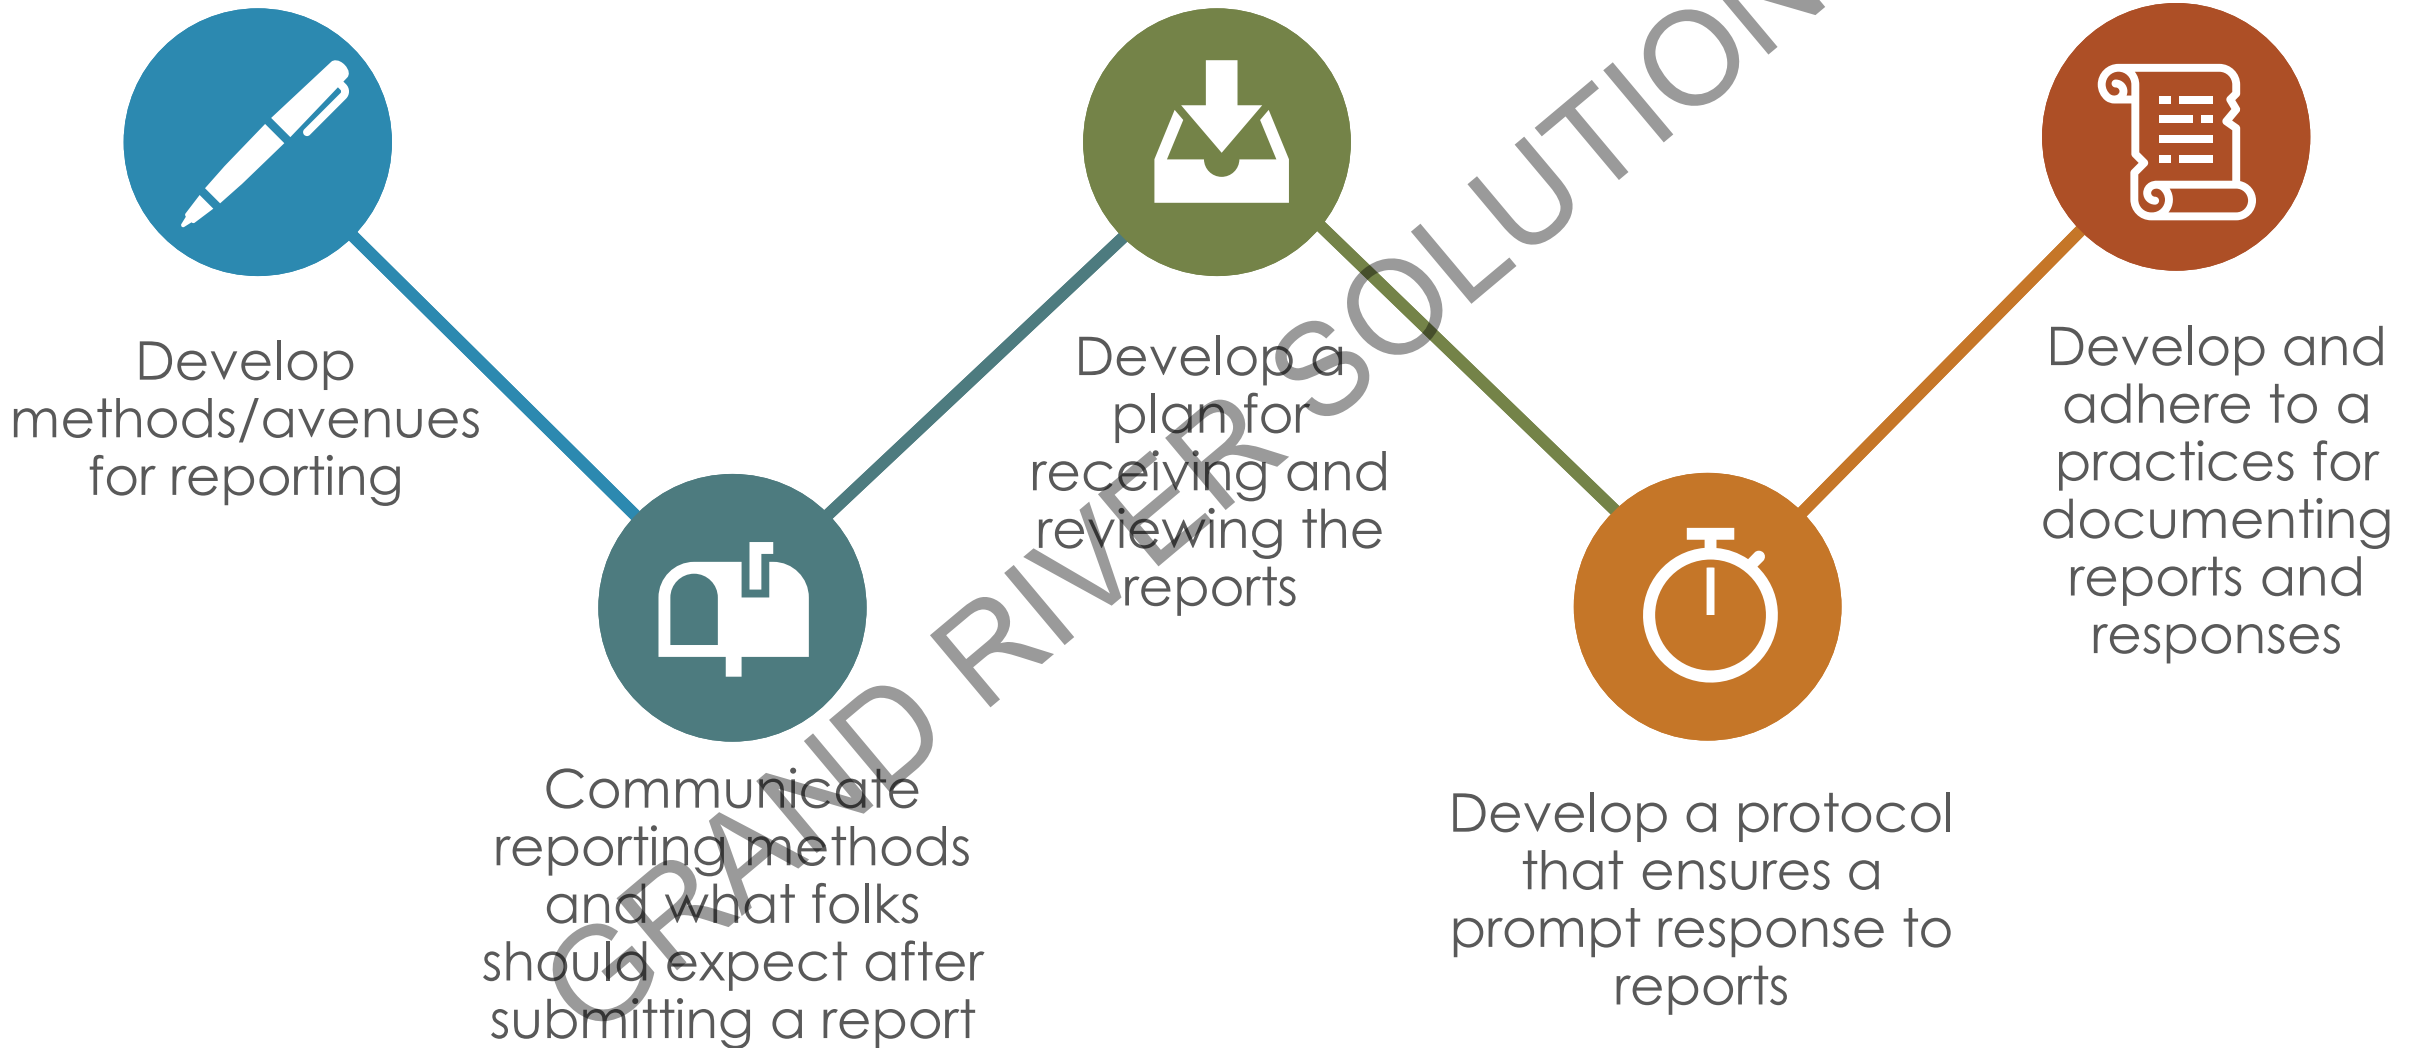 Develop
methods/avenues
for reporting
Communicate
reporting methods
and what folks
should expect after
submitting a report
Develop a
plan for
receiving and
reviewing the
reports
Develop a protocol
that ensures a
prompt response to
reports
Develop and
adhere to a
practices for
documenting
reports and
responses
GRAND RIVER SOLUTION